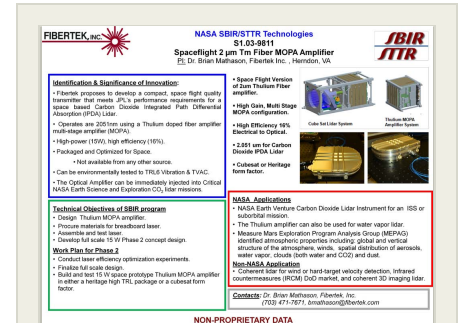 FIBERTEK, INC.
NASA SBIR/STTR Technologies
S1.03-9811
Spaceflight 2 µm Tm Fiber MOPA Amplifier
PI: Dr. Brian Mathason, Fibertek Inc. , Herndon, VA
SBIR
STTR
Identification & Significance of Innovation:
• Fibertek proposes to develop a compact, space flight quality
transmitter that meets JPL's performance requirements for a
space based Carbon Dioxide Integrated Path Differential
Absorption (IPDA) Lidar.
• Operates are 2051nm using a Thulium doped fiber amplifier
multi-stage amplifier (MOPA).
• High-power (15W), high efficiency (16%).
• Packaged and Optimized for Space.
• Not available from any other source.
• Can be environmentally tested to TRL6 Vibration & TVAC.
• The Optical Amplifier can be immediately injected into Critical
NASA Earth Science and Exploration CO2 lidar missions.
• Space Flight Version
of 2um Thulium Fiber
amplifier.
• High Gain, Multi Stage
MOPA configuration.
• High Efficiency 16%
Electrical to Optical.
• 2.051 um for Carbon
Dioxide IPDA Lidar
• Cubesat or Heritage
form factor.
Cube Sat Lidar System
Thulium MOPA
Amplifier System
Technical Objectives of SBIR program
• Design Thulium MOPA amplifier.
• Procure materials for breadboard laser.
• Assemble and test laser.
• Develop full scale 15 W Phase 2 concept design.
Work Plan for Phase 2
• Conduct laser efficiency optimization experiments.
• Finalize full scale design.
• Build and test 15 W space prototype Thulium MOPA amplifier
in either a heritage high TRL package or a cubesat form
factor.
NASA Applications
• NASA Earth Venture Carbon Dioxide Lidar Instrument for an ISS or
suborbital mission.
• The Thulium amplifier can also be used for water vapor lidar.
• Measure Mars Exploration Program Analysis Group (MEPAG)
identified atmospheric properties including: global and vertical
structure of the atmosphere, winds, spatial distribution of aerosols,
water vapor, clouds (both water and CO2) and dust.
Non-NASA Application
• Coherent lidar for wind or hard-target velocity detection, Infrared
countermeasures (IRCM) DoD market, and coherent 3D imaging lidar.
Contacts: Dr. Brian Mathason, Fibertek, Inc.
(703) 471-7671, bmathason@fibertek.com
NON-PROPRIETARY DATA